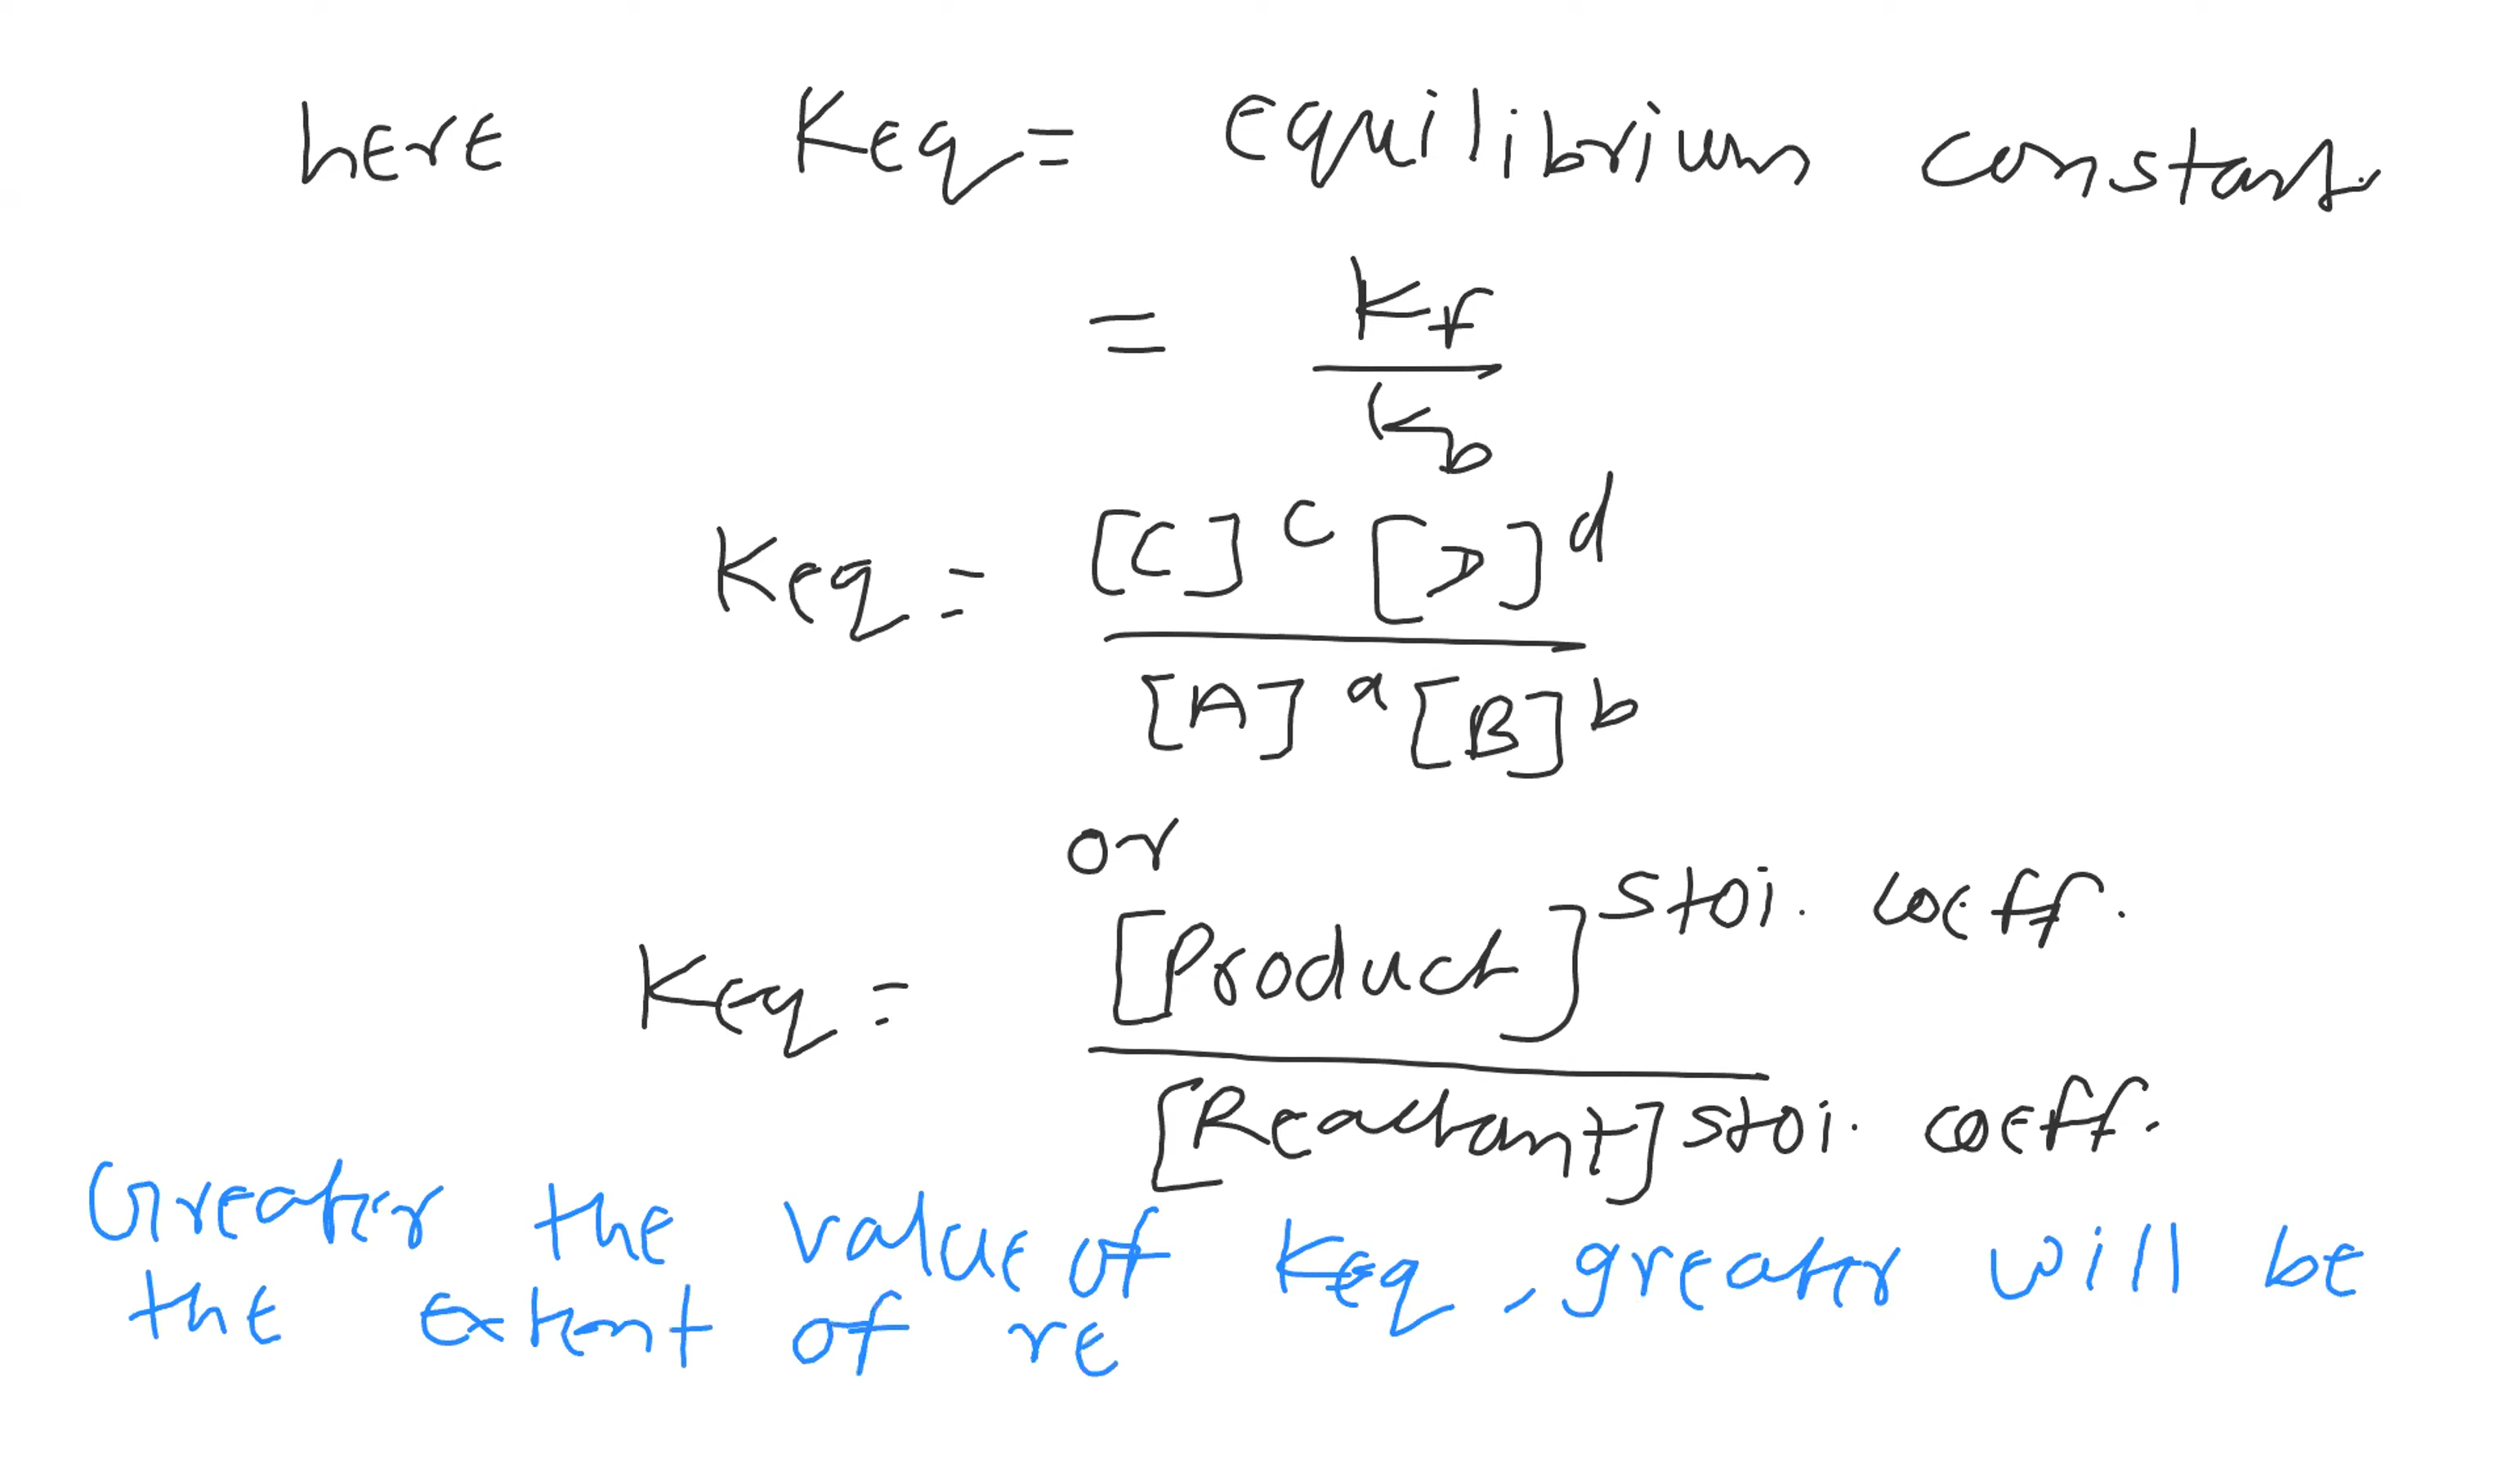 here Keq = equilibrium constant.
= Kf
Kb
Keq = [C]^c [D]^d
[A]^a [B]^b
or
Keq = [Product]^stoi. coeff.
[Reactant]^stoi. coeff.
Greater the value of Keq, greater will be
the extent of re